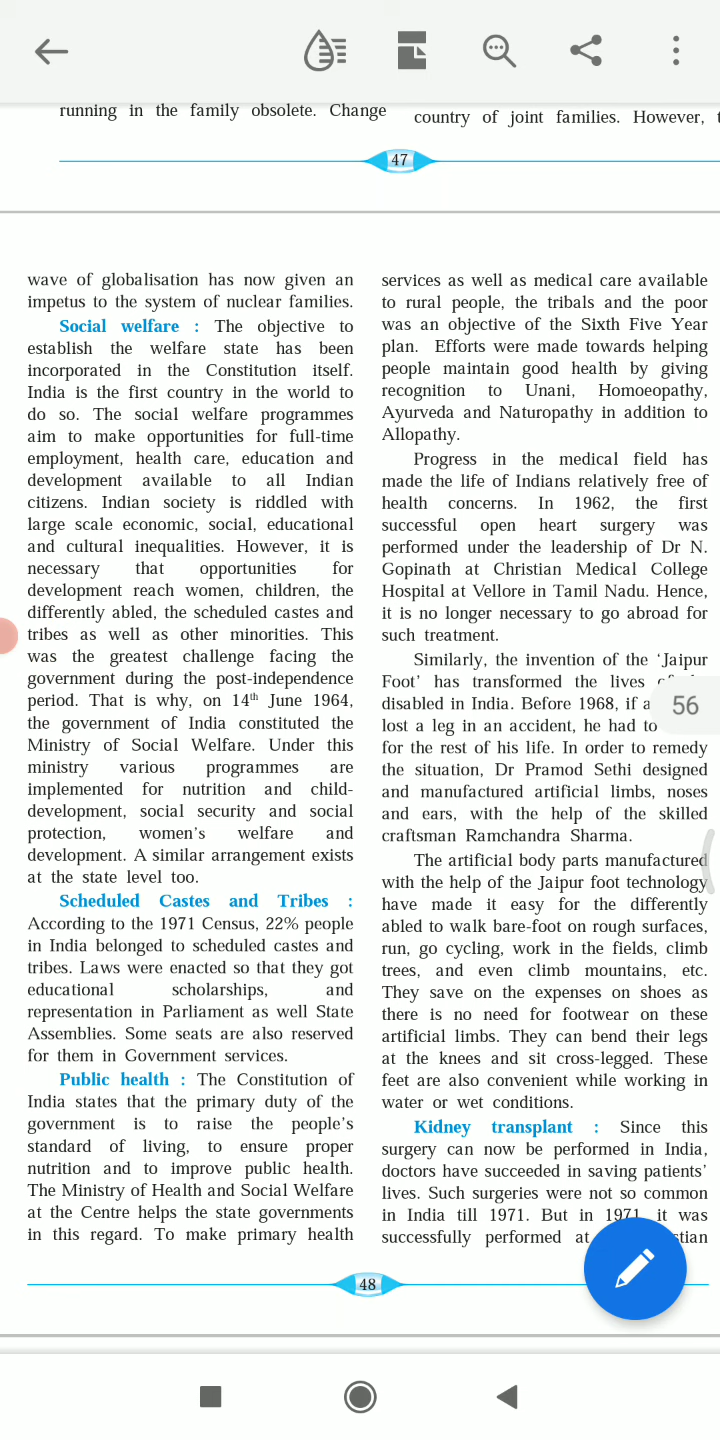 running in the family obsolete. Change
country of joint families. However,
47
wave of globalisation has now given an
impetus to the system of nuclear families.
Social welfare : The objective to
establish the welfare state has been
incorporated in the Constitution itself.
India is the first country in the world to
do so. The social welfare programmes
aim to make opportunities for full-time
employment, health care, education and
development available to all Indian
citizens. Indian society is riddled with
large scale economic, social, educational
and cultural inequalities. However, it is
necessary that opportunities for
development reach women, children, the
differently abled, the scheduled castes and
tribes as well as other minorities. This
was the greatest challenge facing the
government during the post-independence
period. That is why, on 14th June 1964,
the government of India constituted the
Ministry of Social Welfare. Under this
ministry various programmes are
implemented for nutrition and child-
development, social security and social
protection, women's welfare and
development. A similar arrangement exists
at the state level too.
Scheduled Castes and Tribes :
According to the 1971 Census, 22% people
in India belonged to scheduled castes and
tribes. Laws were enacted so that they got
educational scholarships, and
representation in Parliament as well State
Assemblies. Some seats are also reserved
for them in Government services.
Public health : The Constitution of
India states that the primary duty of the
government is to raise the people's
standard of living, to ensure proper
nutrition and to improve public health.
The Ministry of Health and Social Welfare
at the Centre helps the state governments
in this regard. To make primary health
services as well as medical care available
to rural people, the tribals and the poor
was an objective of the Sixth Five Year
plan. Efforts were made towards helping
people maintain good health by giving
recognition to Unani, Homoeopathy,
Ayurveda and Naturopathy in addition to
Allopathy.
Progress in the medical field has
made the life of Indians relatively free of
health concerns. In 1962, the first
successful open heart surgery was
performed under the leadership of Dr N.
Gopinath at Christian Medical College
Hospital at Vellore in Tamil Nadu. Hence,
it is no longer necessary to go abroad for
such treatment.
Similarly, the invention of the 'Jaipur
Foot' has transformed the lives
disabled in India. Before 1968, if a
lost a leg in an accident, he had to
for the rest of his life. In order to remedy
the situation, Dr Pramod Sethi designed
and manufactured artificial limbs, noses
and ears, with the help of the skilled
craftsman Ramchandra Sharma.
The artificial body parts manufactured
with the help of the Jaipur foot technology
have made it easy for the differently
abled to walk bare-foot on rough surfaces,
run, go cycling, work in the fields, climb
trees, and even climb mountains, etc.
They save on the expenses on shoes as
there is no need for footwear on these
artificial limbs. They can bend their legs
at the knees and sit cross-legged. These
feet are also convenient while working in
water or wet conditions.
Kidney transplant : Since this
surgery can now be performed in India,
doctors have succeeded in saving patients'
lives. Such surgeries were not so common
in India till 1971. But in 1971, it was
successfully performed at
56
48